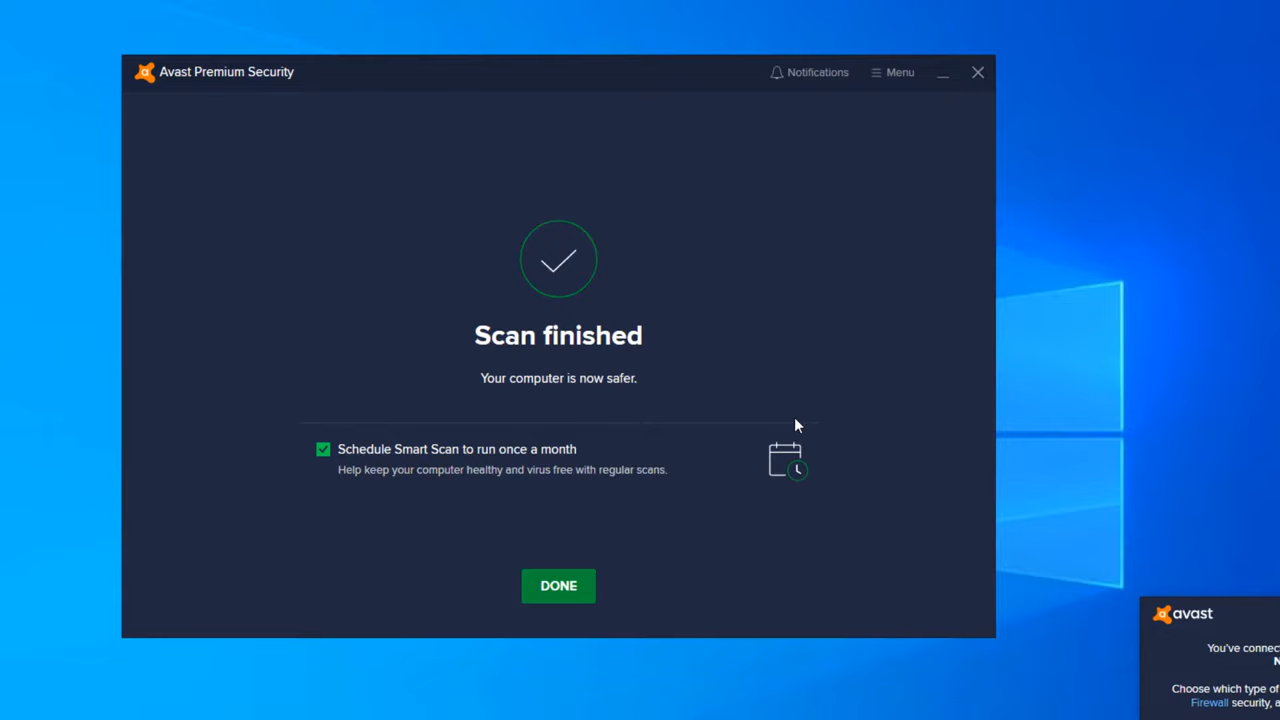 Avast Premium Security
Notifications
Menu
Scan finished
Your computer is now safer.
Schedule Smart Scan to run once a month
Help keep your computer healthy and virus free with regular scans.
DONE
avast
You've connec
N
Choose which type of
Firewall security, a